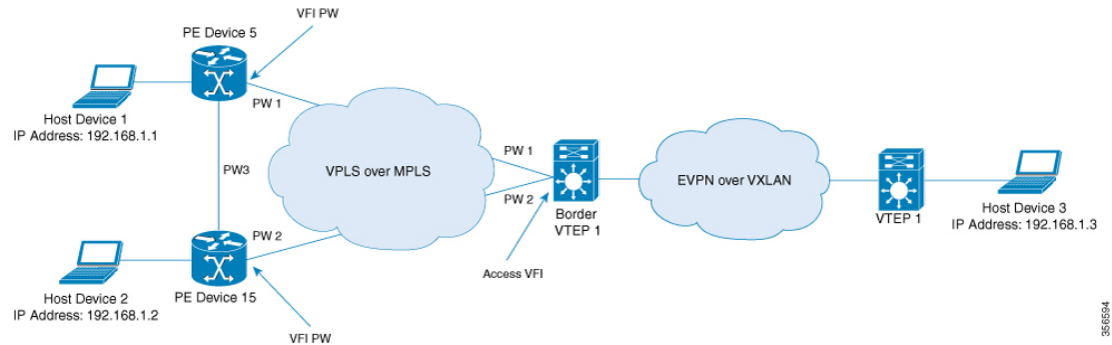 VFI PW
PE Device 5
PW 1
Host Device 1
IP Address: 192.168.1.1
PW3
VPLS over MPLS
PW 1
PW 2
Border
VTEP 1
EVPN over VXLAN
VTEP 1
Host Device 3
IP Address: 192.168.1.3
Access VFI
PW 2
Host Device 2
IP Address: 192.168.1.2
PE Device 15
VFI PW
356594